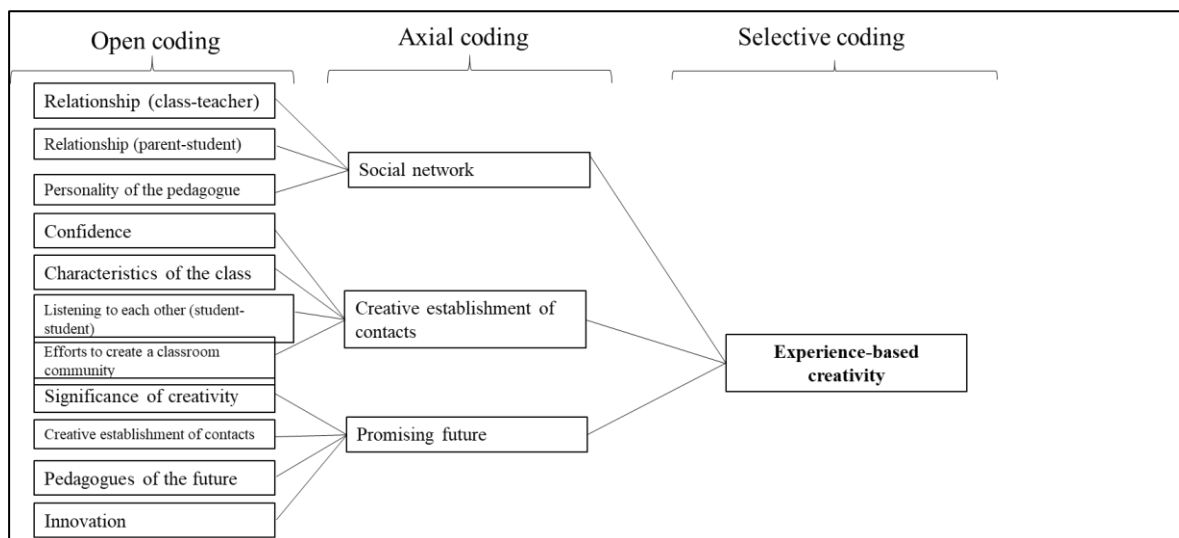 Open coding
Axial coding
Selective coding
Relationship (class-teacher)
Relationship (parent-student)
Personality of the pedagogue
Confidence
Characteristics of the class
Listening to each other (student-
student)
Efforts to create a classroom
community
Significance of creativity
Creative establishment of contacts
Pedagogues of the future
Innovation
Social network
Creative establishment of
contacts
Promising future
Experience-based
creativity